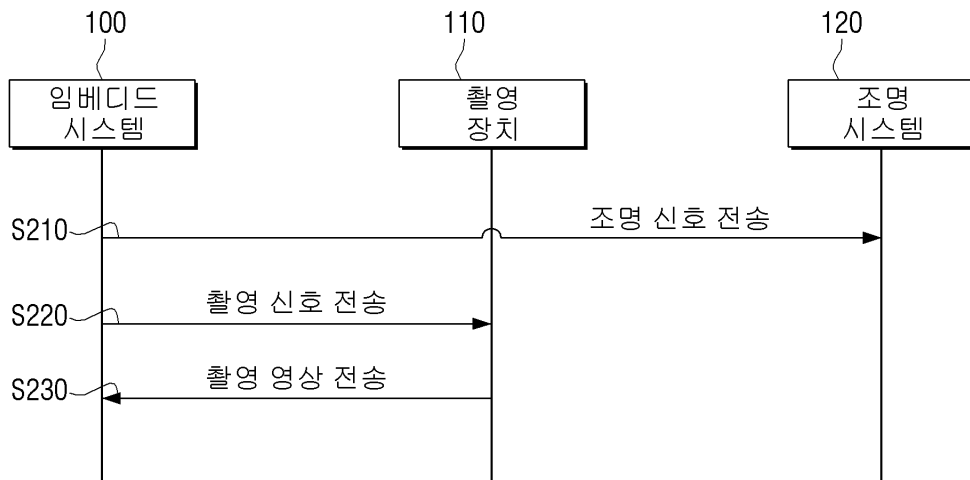 100
110
120
임베디드
시스템
촬영
장치
조명
시스템
S210
조명 신호 전송
S220
촬영 신호 전송
S230
촬영 영상 전송